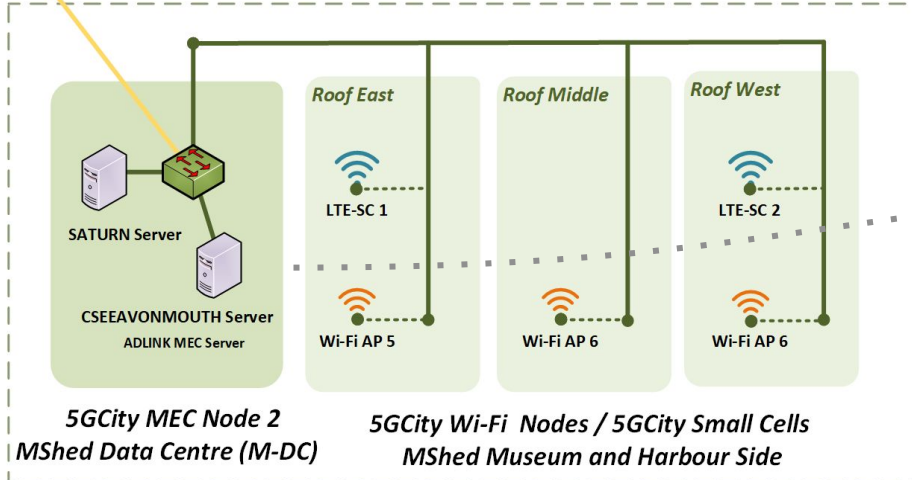 Roof East
Roof Middle
Roof West
LTE-SC 1
LTE-SC 2
SATURN Server
CSEEAVONMOUTH Server
ADLINK MEC Server
Wi-Fi AP 5
Wi-Fi AP 6
Wi-Fi AP 6
5GCity MEC Node 2
MShed Data Centre (M-DC)
5GCity Wi-Fi Nodes / 5GCity Small Cells
MShed Museum and Harbour Side